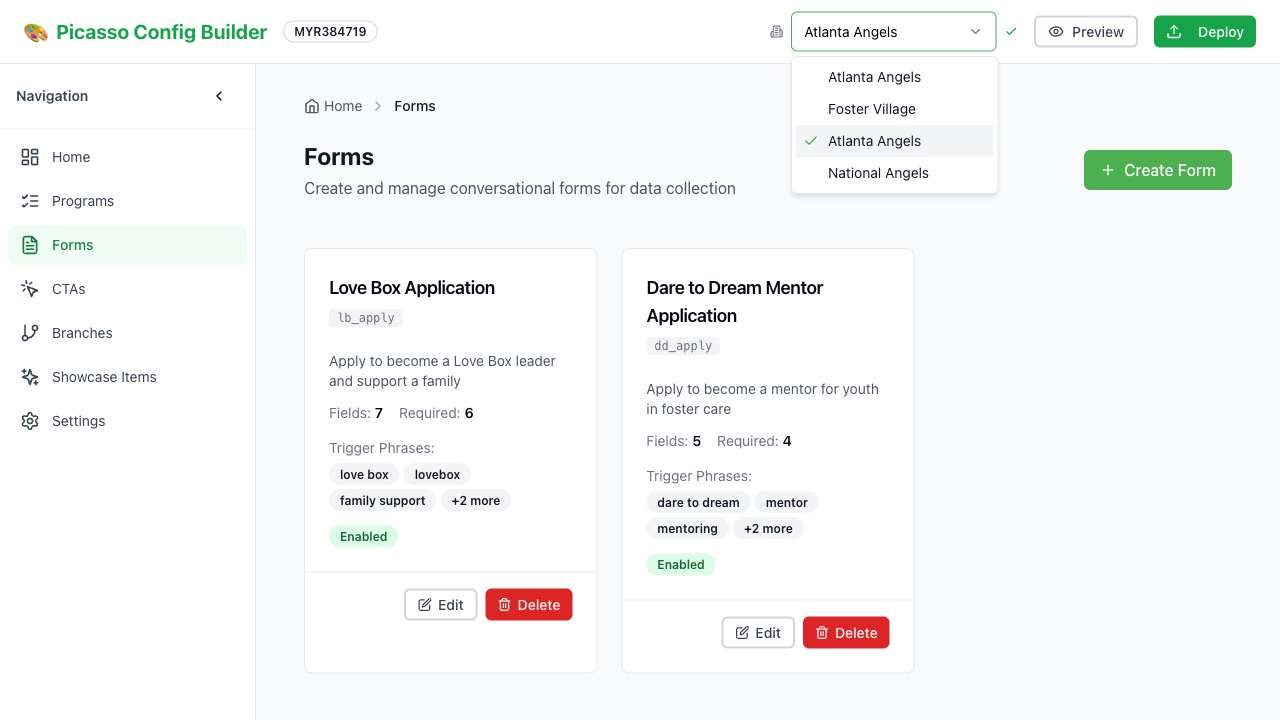 Picasso Config Builder
MYR384719
Atlanta Angels
Preview
Deploy
Atlanta Angels
Foster Village
Atlanta Angels
National Angels
Navigation
Home
Programs
Forms
CTAs
Branches
Showcase Items
Settings
Home
Forms
Forms
Create and manage conversational forms for data collection
Create Form
Love Box Application
lb_apply
Apply to become a Love Box leader
and support a family
Fields: 7 Required: 6
Trigger Phrases:
love box lovebox
family support +2 more
Enabled
Edit Delete
Dare to Dream Mentor
Application
dd_apply
Apply to become a mentor for youth
in foster care
Fields: 5 Required: 4
Trigger Phrases:
dare to dream mentor
mentoring +2 more
Enabled
Edit Delete